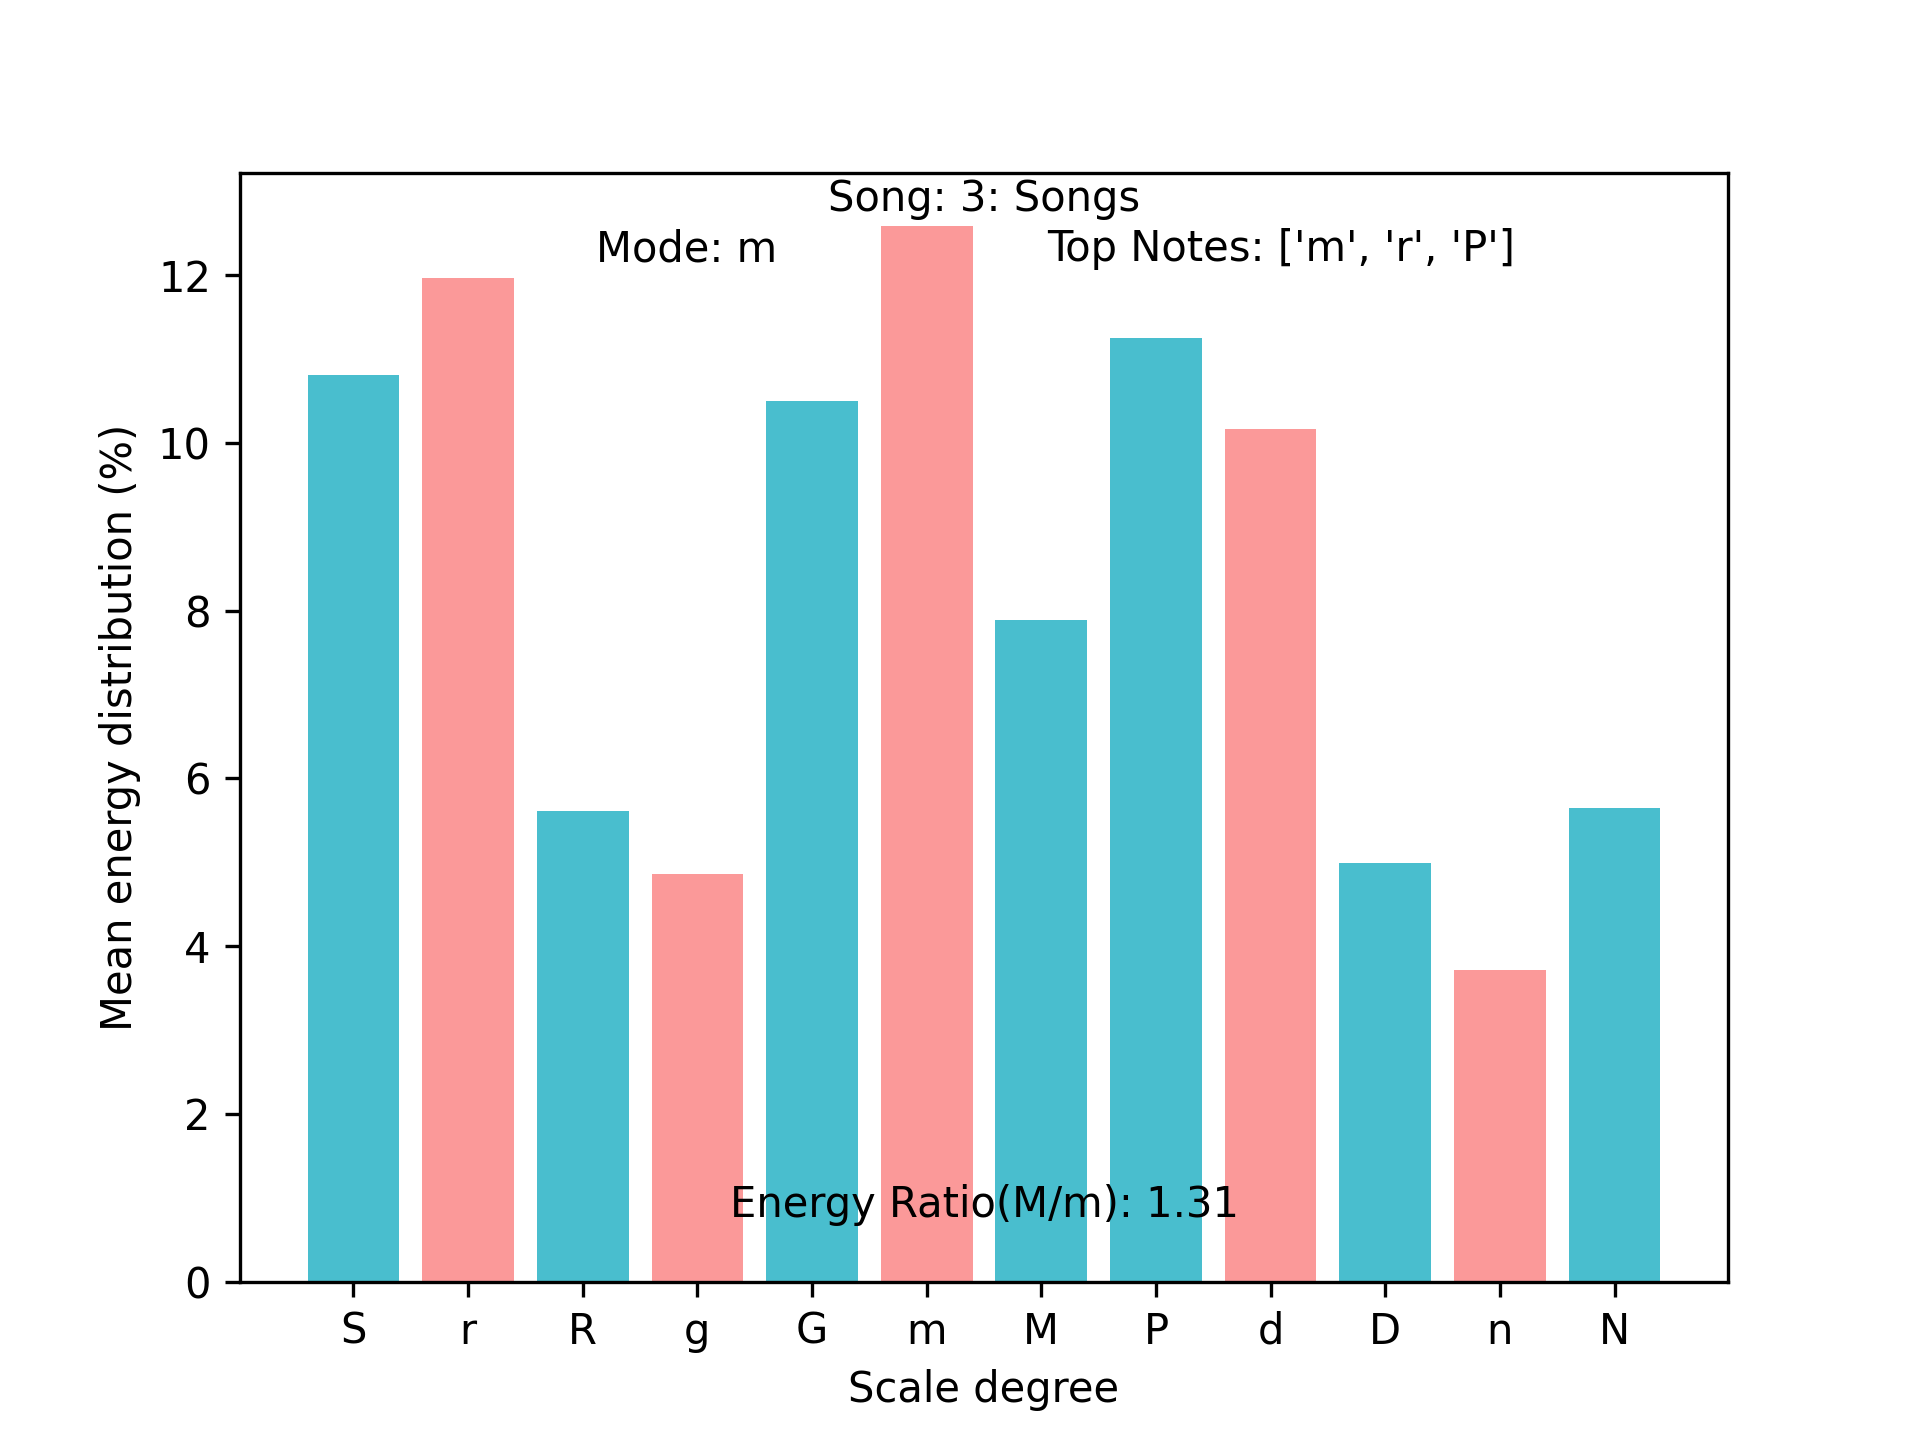 Song: 3: Songs
Mode: m
Top Notes: ['m', 'r', 'P']
12
10
8
6
4
2
0
Mean energy distribution (%)
Energy Ratio(M/m): 1.31
S r R g G m M P d D n N
Scale degree